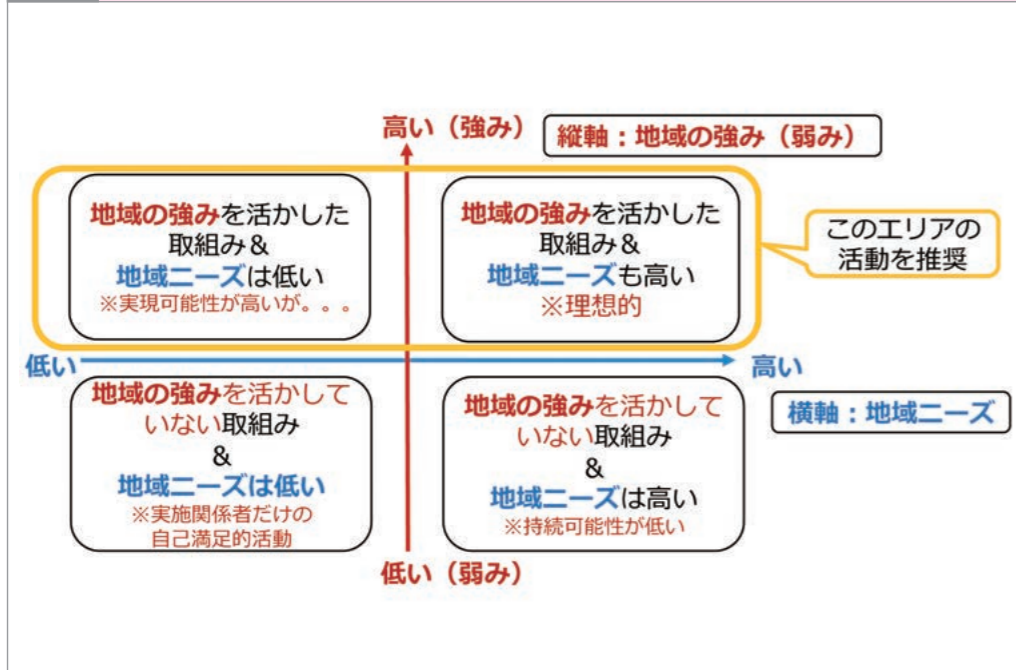 高い（強み）
縦軸：地域の強み（弱み）
地域の強みを活かした
取組み＆
地域ニーズは低い
※実現可能性が高いが。。。
地域の強みを活かした
取組み＆
地域ニーズも高い
※理想的
このエリアの
活動を推奨
低い
高い
地域の強みを活かして
いない取組み
&
地域ニーズは低い
※実施関係者だけの
自己満足的活動
地域の強みを活かして
いない取組み
&
地域ニーズは高い
※持続可能性が低い
横軸：地域ニーズ
低い（弱み）